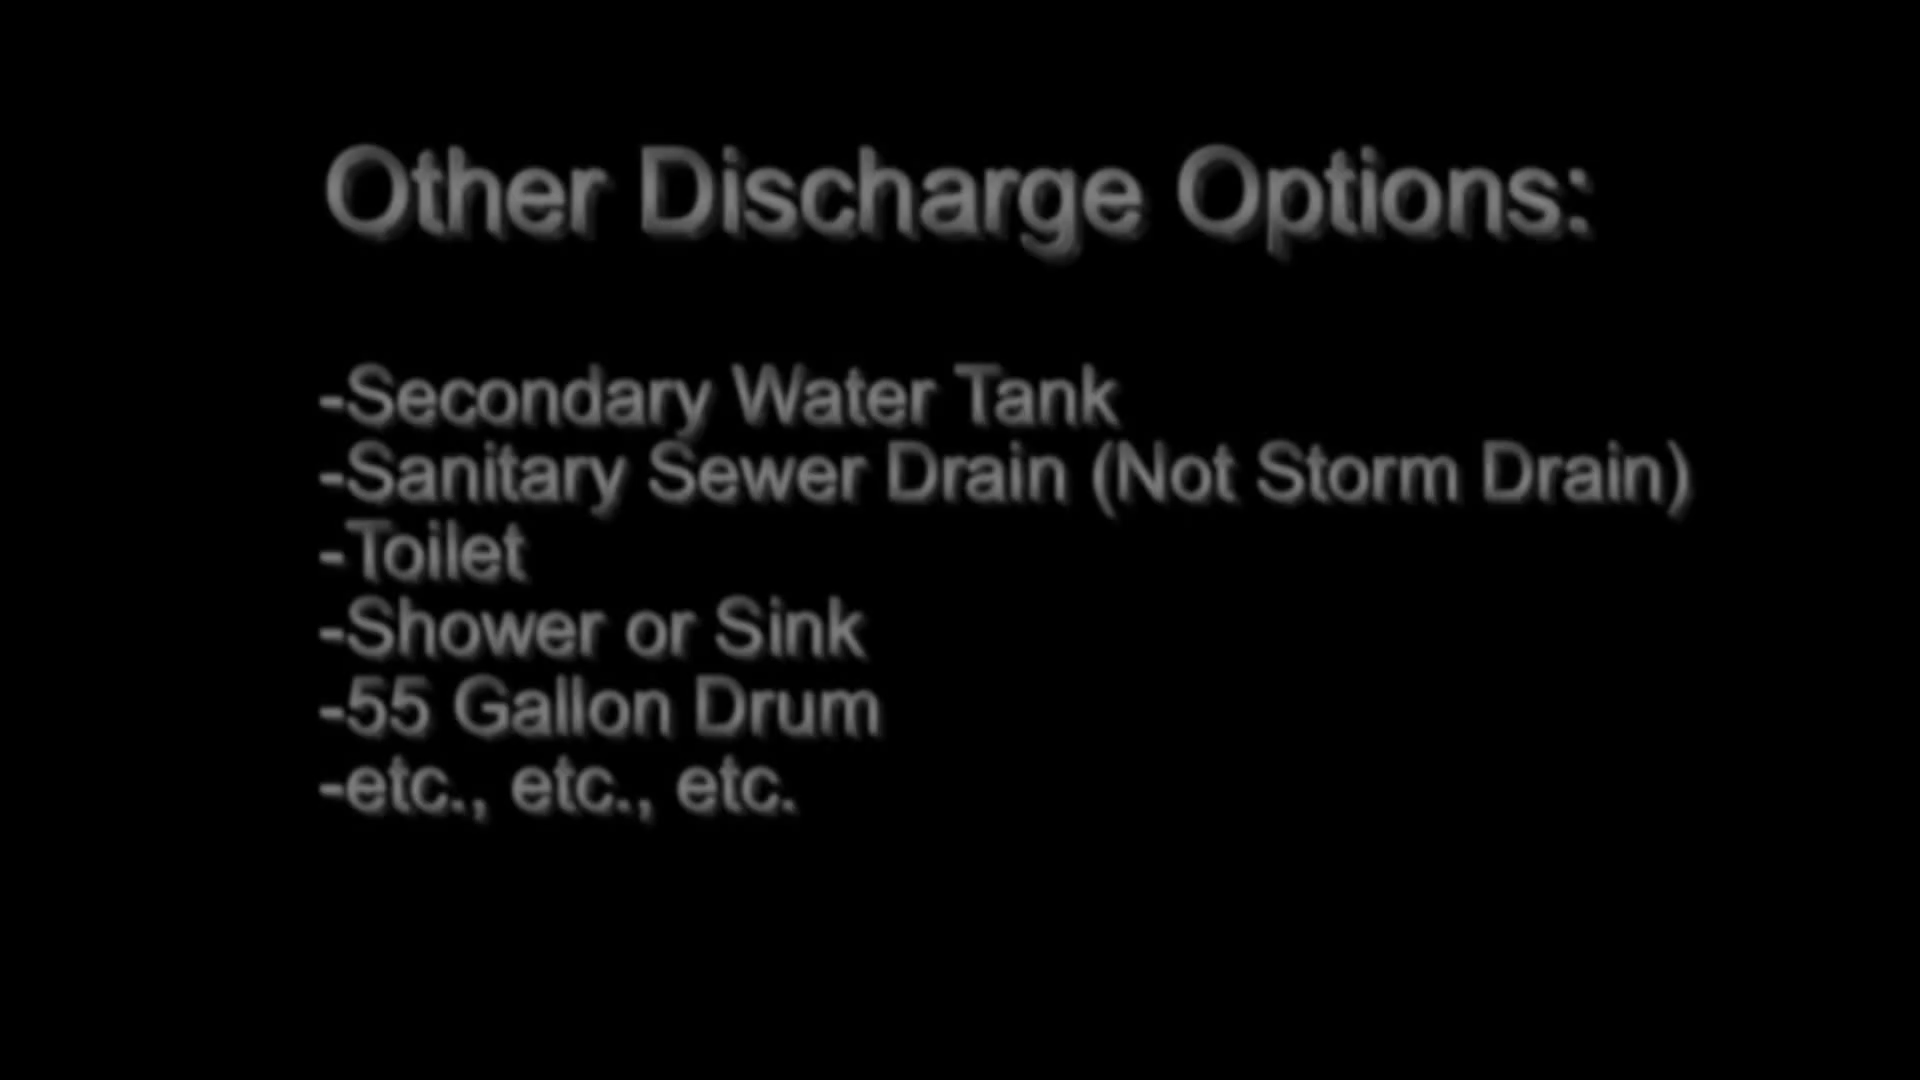 Other Discharge Options:
-Secondary Water Tank
-Sanitary Sewer Drain (Not Storm Drain)
-Toilet
-Shower or Sink
-55 Gallon Drum
-etc., etc., etc.